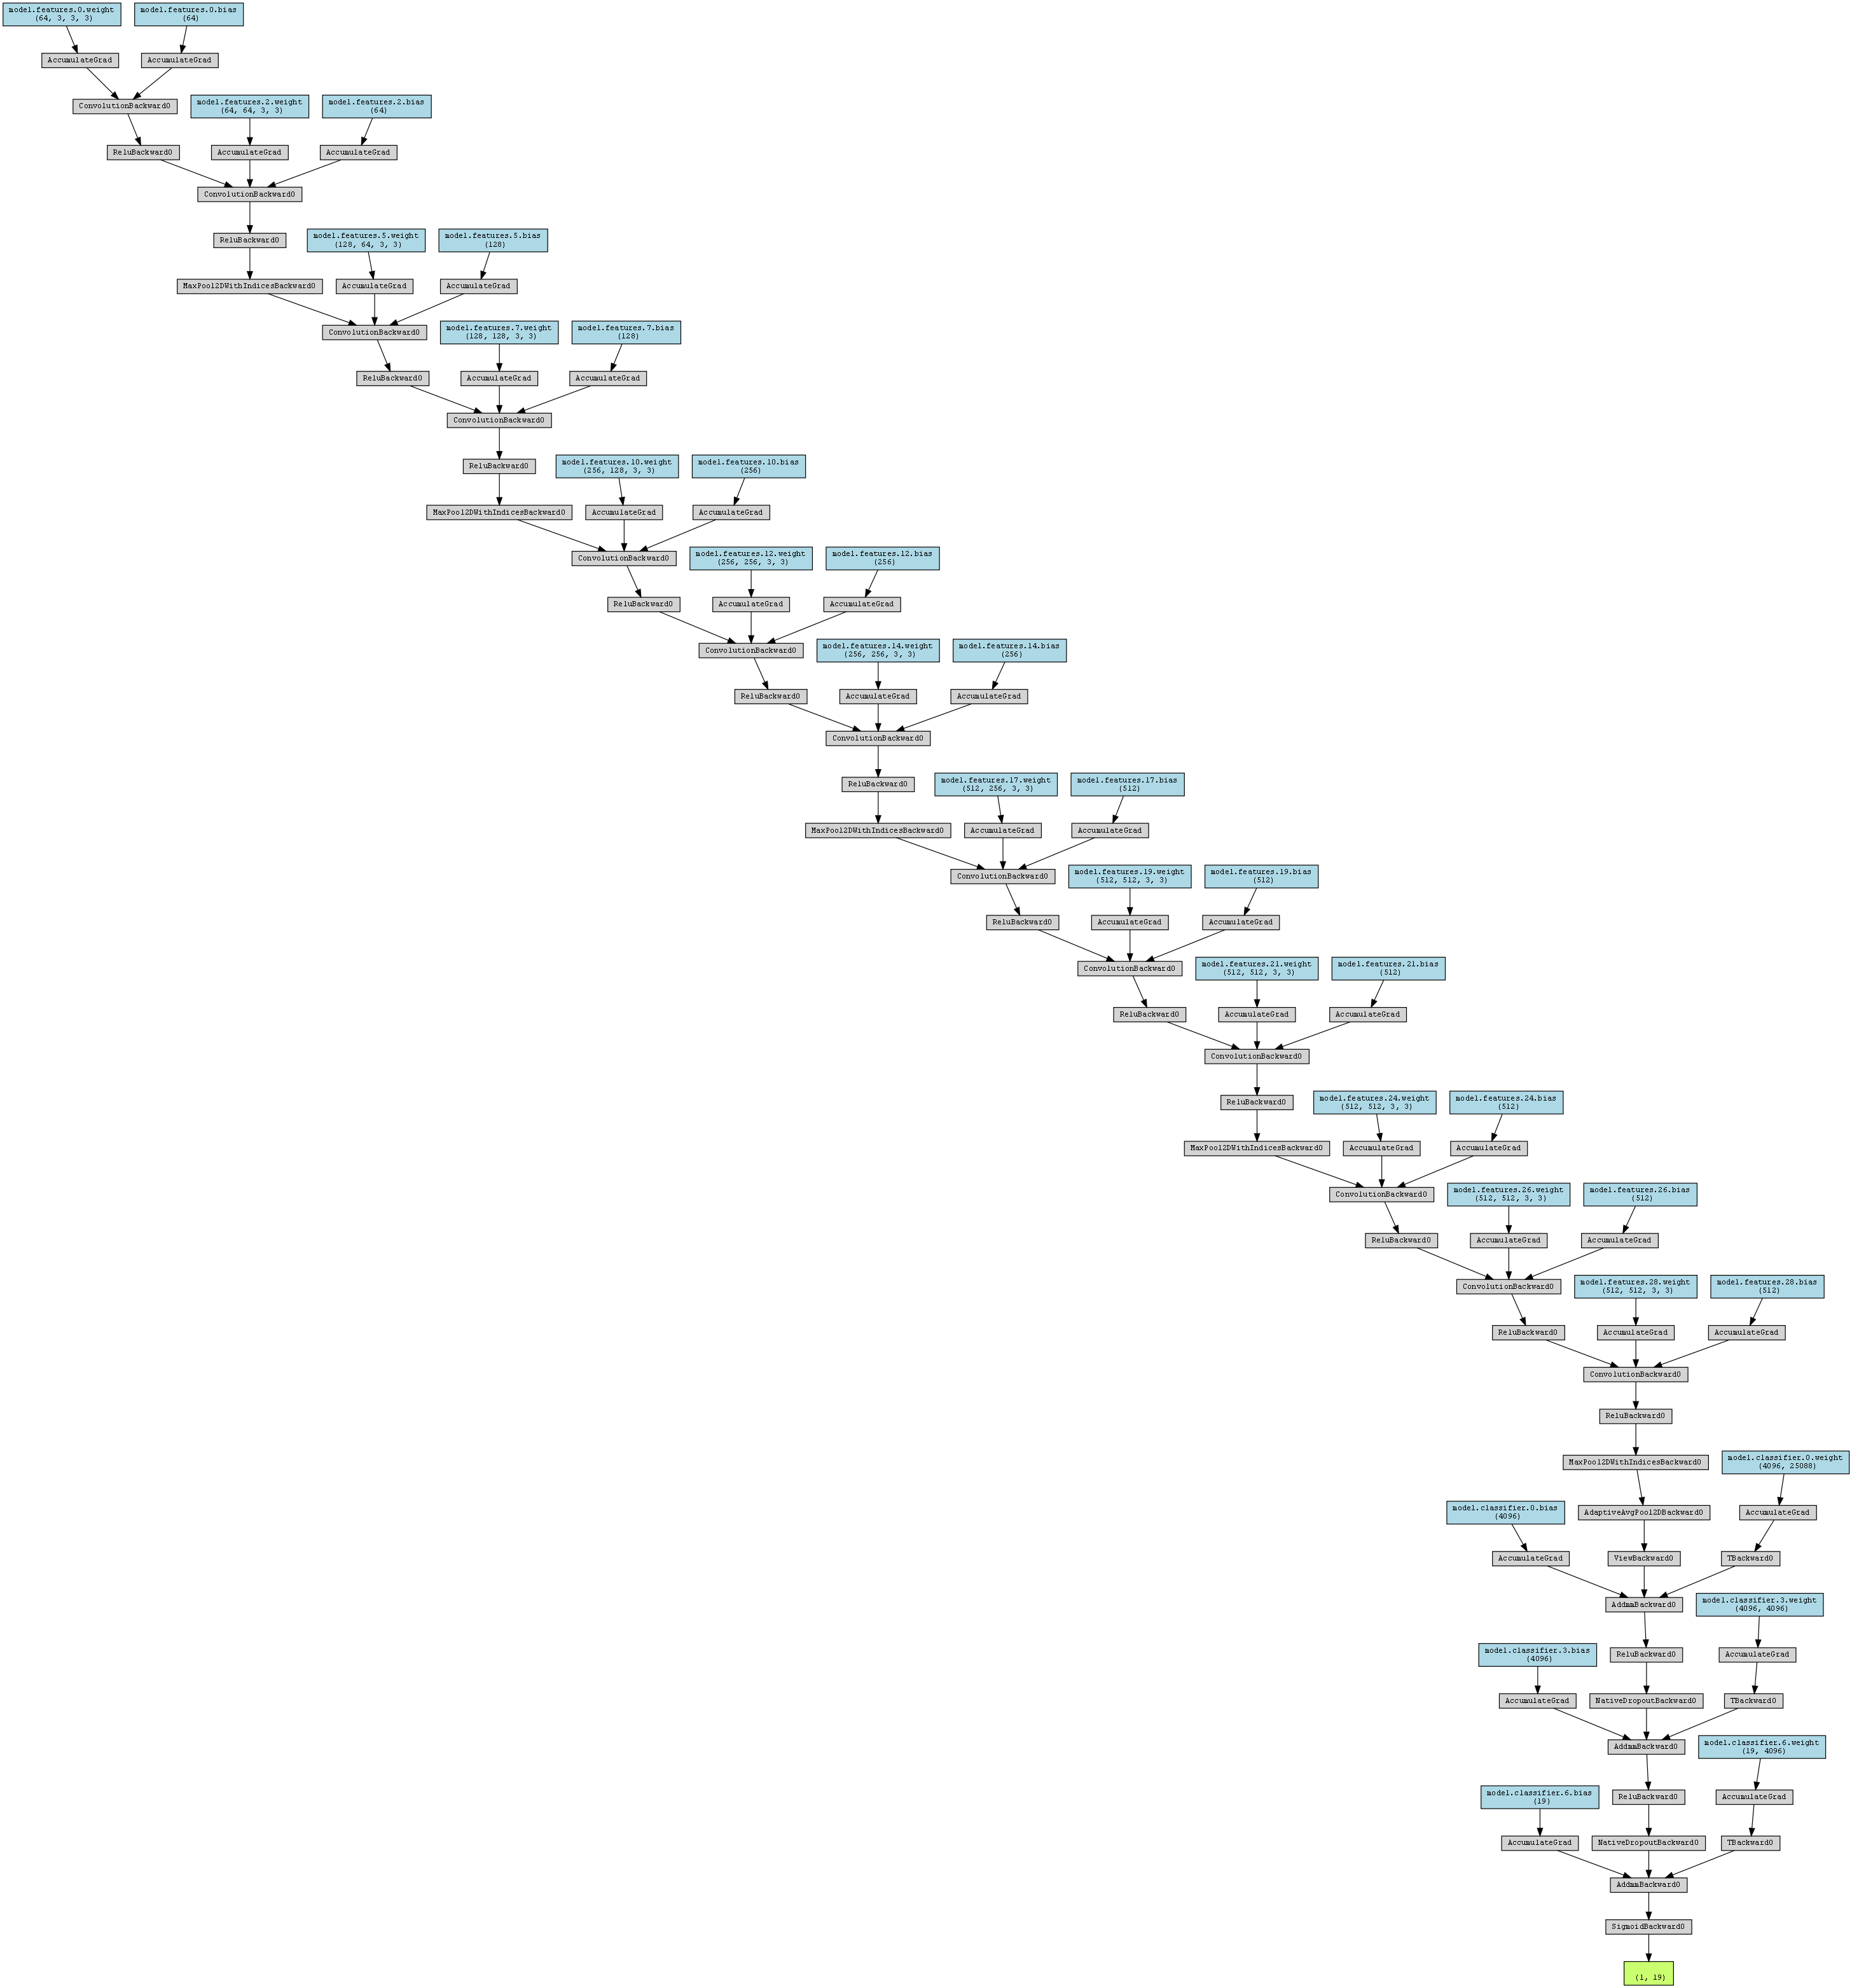 model.features.0.weight
(64, 3, 3, 3)
model.features.0.bias
(64)
AccumulateGrad
AccumulateGrad
ConvolutionBackward0
model.features.2.weight
(64, 64, 3, 3)
model.features.2.bias
(64)
ReluBackward0
AccumulateGrad
AccumulateGrad
ConvolutionBackward0
ReluBackward0
model.features.5.weight
(128, 64, 3, 3)
model.features.5.bias
(128)
MaxPool2DWithIndicesBackward0
AccumulateGrad
AccumulateGrad
ConvolutionBackward0
model.features.7.weight
(128, 128, 3, 3)
model.features.7.bias
(128)
ReluBackward0
AccumulateGrad
AccumulateGrad
ConvolutionBackward0
ReluBackward0
model.features.10.weight
(256, 128, 3, 3)
model.features.10.bias
(256)
MaxPool2DWithIndicesBackward0
AccumulateGrad
AccumulateGrad
ConvolutionBackward0
model.features.12.weight
(256, 256, 3, 3)
model.features.12.bias
(256)
ReluBackward0
AccumulateGrad
AccumulateGrad
ConvolutionBackward0
model.features.14.weight
(256, 256, 3, 3)
model.features.14.bias
(256)
ReluBackward0
AccumulateGrad
AccumulateGrad
ConvolutionBackward0
ReluBackward0
model.features.17.weight
(512, 256, 3, 3)
model.features.17.bias
(512)
MaxPool2DWithIndicesBackward0
AccumulateGrad
AccumulateGrad
ConvolutionBackward0
model.features.19.weight
(512, 512, 3, 3)
model.features.19.bias
(512)
ReluBackward0
AccumulateGrad
AccumulateGrad
ConvolutionBackward0
model.features.21.weight
(512, 512, 3, 3)
model.features.21.bias
(512)
ReluBackward0
AccumulateGrad
AccumulateGrad
ConvolutionBackward0
ReluBackward0
model.features.24.weight
(512, 512, 3, 3)
model.features.24.bias
(512)
MaxPool2DWithIndicesBackward0
AccumulateGrad
AccumulateGrad
ConvolutionBackward0
model.features.26.weight
(512, 512, 3, 3)
model.features.26.bias
(512)
ReluBackward0
AccumulateGrad
AccumulateGrad
ConvolutionBackward0
model.features.28.weight
(512, 512, 3, 3)
model.features.28.bias
(512)
ReluBackward0
AccumulateGrad
AccumulateGrad
ConvolutionBackward0
ReluBackward0
MaxPool2DWithIndicesBackward0
model.classifier.0.weight
(4096, 25088)
model.classifier.0.bias
(4096)
AdaptiveAvgPool2DBackward0
AccumulateGrad
AccumulateGrad
ViewBackward0
TBackward0
AddmmBackward0
model.classifier.3.weight
(4096, 4096)
model.classifier.3.bias
(4096)
ReluBackward0
AccumulateGrad
AccumulateGrad
NativeDropoutBackward0
TBackward0
AddmmBackward0
model.classifier.6.weight
(19, 4096)
model.classifier.6.bias
(19)
ReluBackward0
AccumulateGrad
AccumulateGrad
NativeDropoutBackward0
TBackward0
AddmmBackward0
SigmoidBackward0
(1, 19)